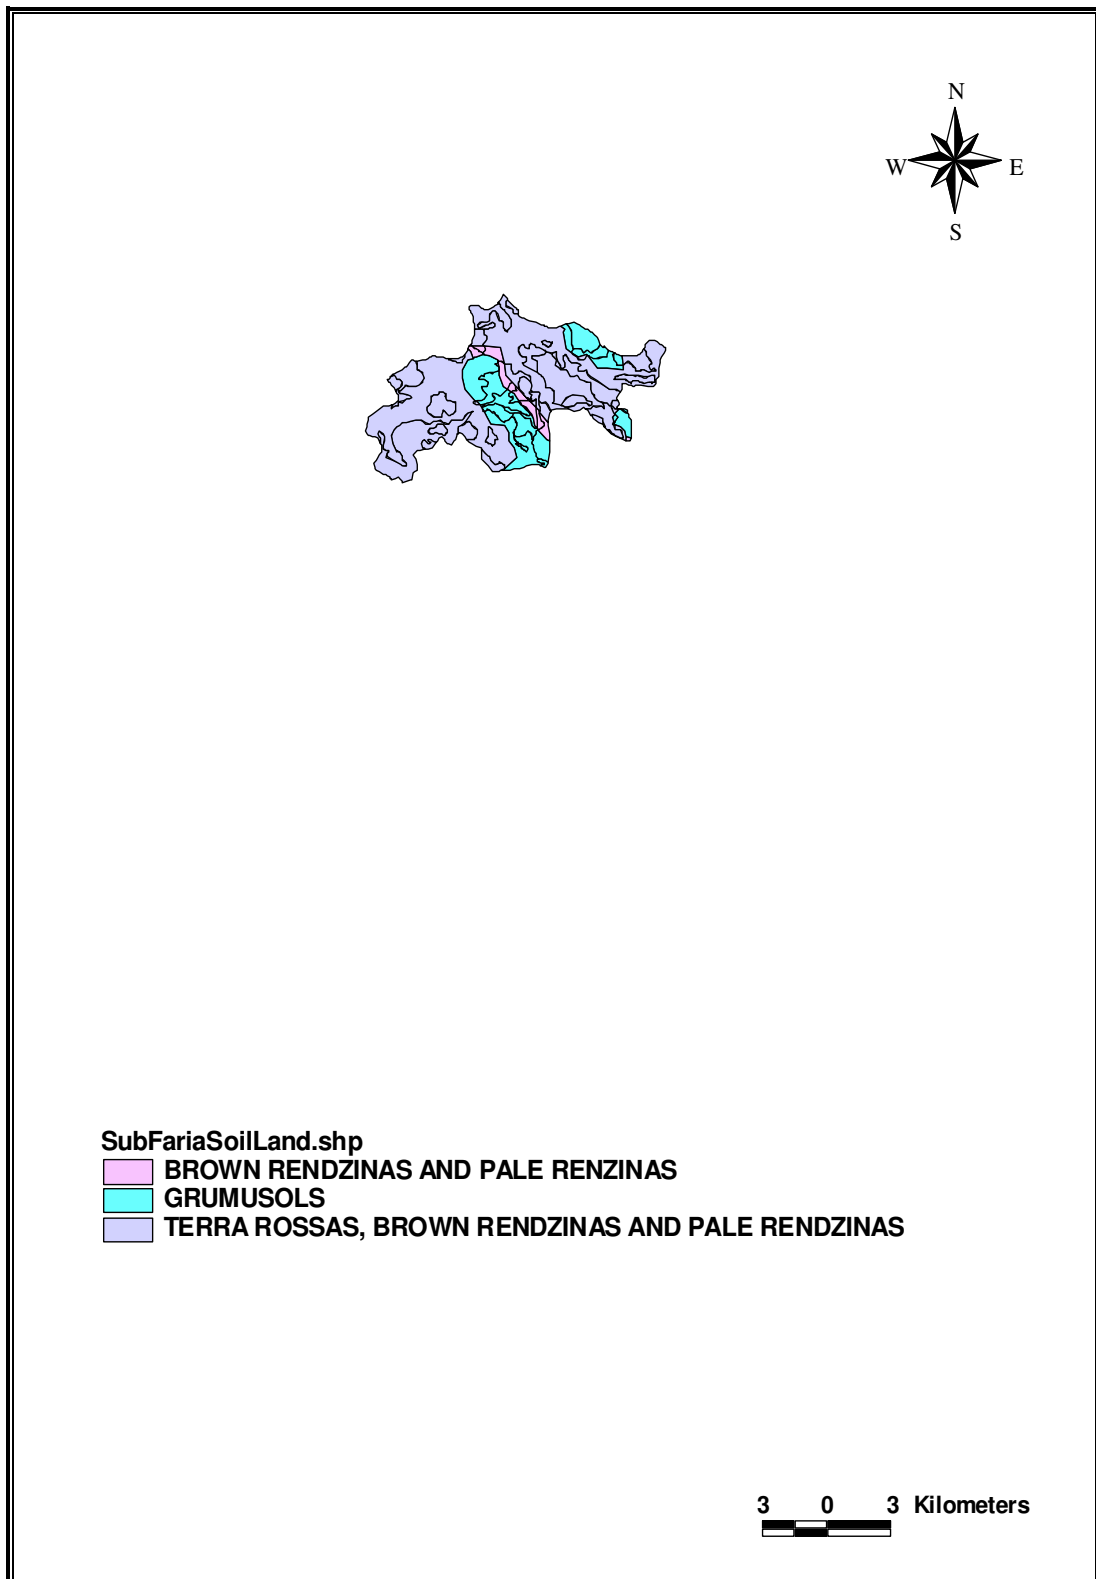 N
W E
S
SubFariaSoilLand.shp
BROWN RENDZINAS AND PALE RENZINAS
GRUMUSOLS
TERRA ROSSAS, BROWN RENDZINAS AND PALE RENDZINAS
3 0 3 Kilometers